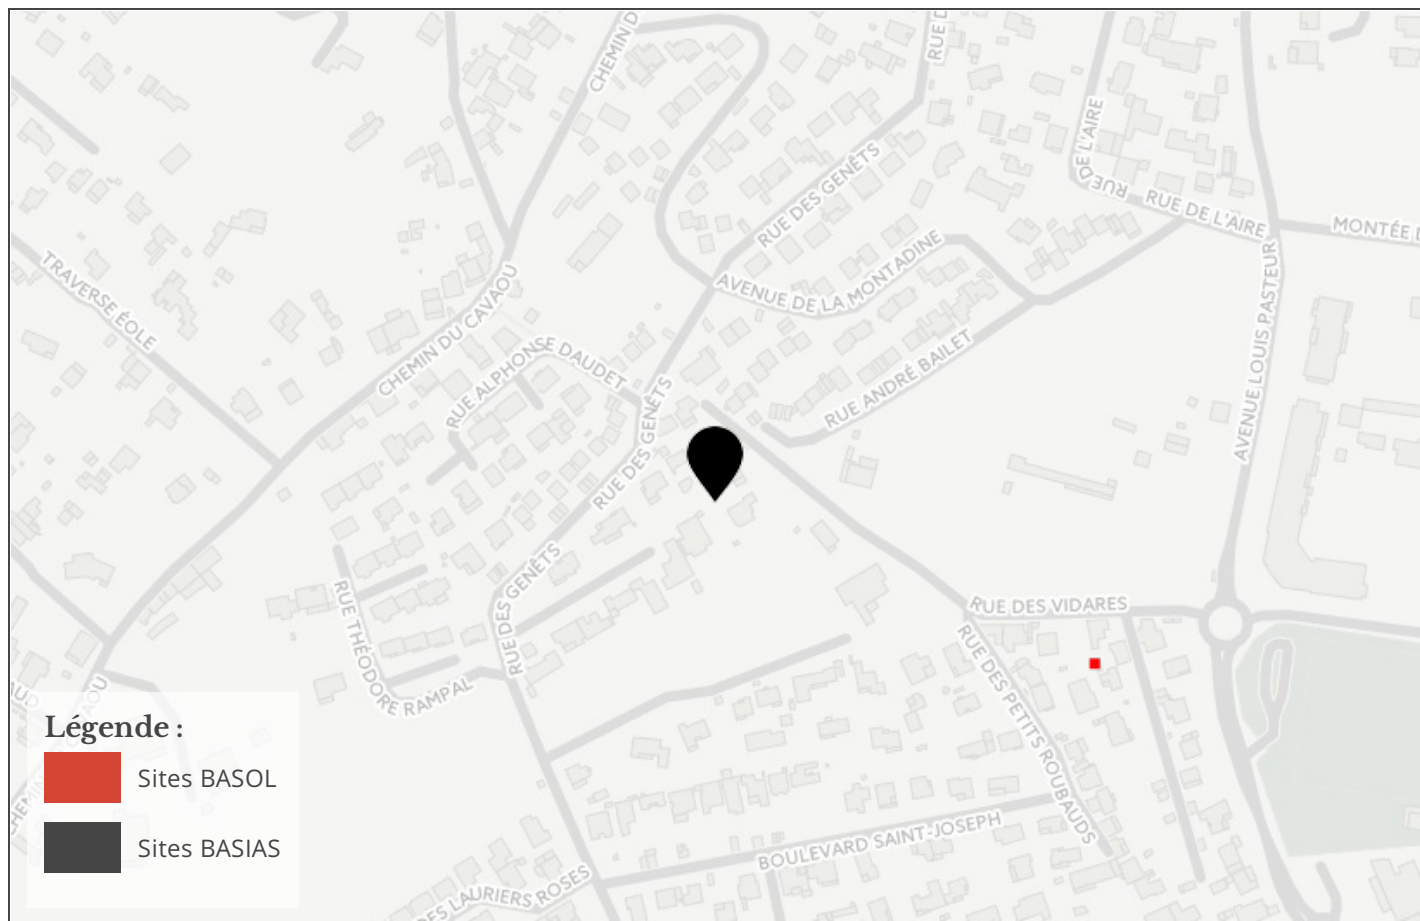 CHEMIN D
RUE D
RUE DE L'AIRE
RUE DE L'AIRE
MONTÉE D
RUE DES GENÊTS
TRAVERSE ÉOLE
CHEMIN DU CAVAOU
AVENUE DE LA MONTADINE
AVENUE LOUIS PASTEUR
RUE ALPHONSE DAUDET
RUE ANDRÉ BAILET
RUE DES GENÊTS
RUE DES GENÊTS
RUE THÉODORE RAMPAL
RUE DES VIDARES
RUE DES PETITS ROUBAUDS
BOULEVARD SAINT-JOSEPH
DES LAURIERS ROSES
Légende :
Sites BASOL
Sites BASIAS